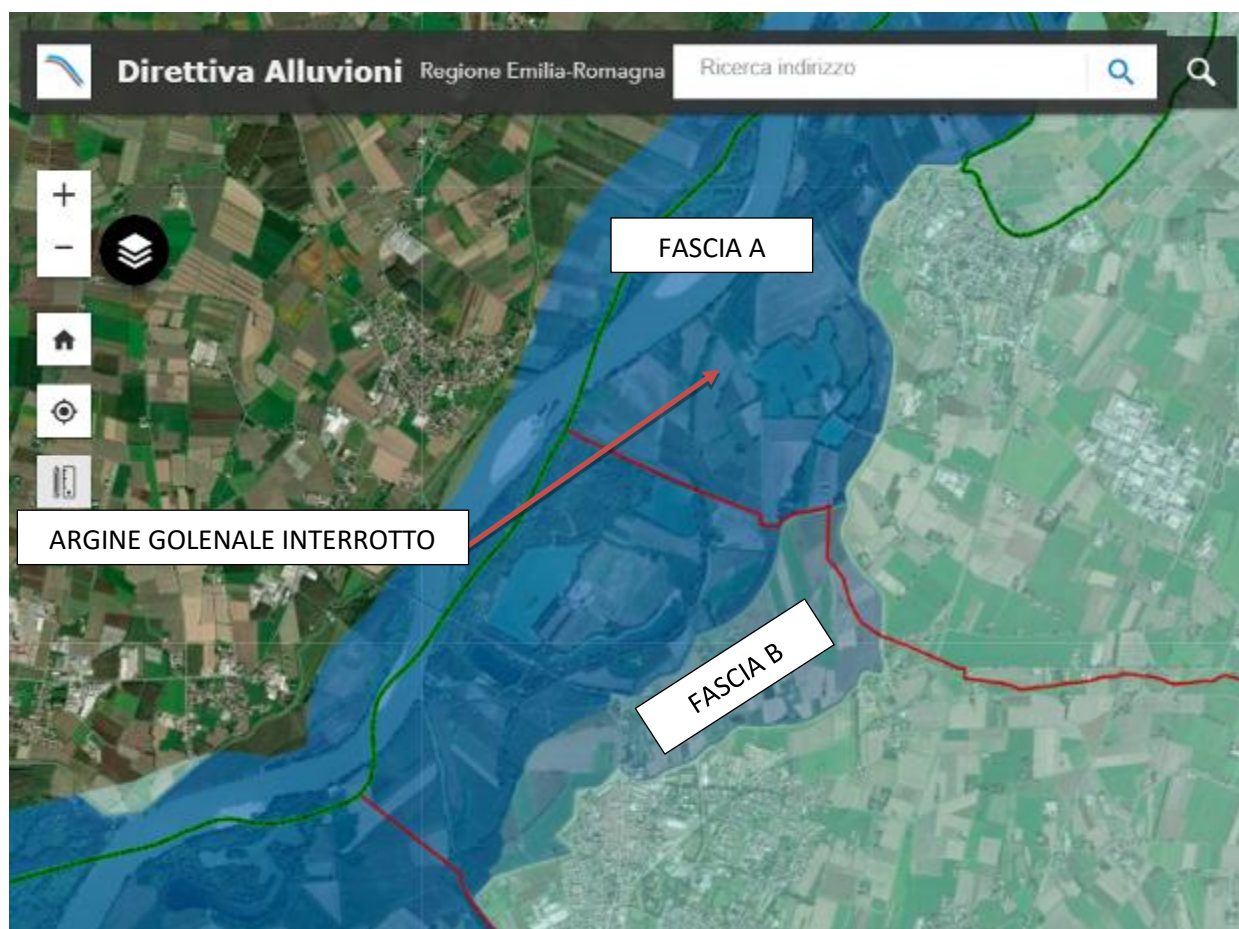 Direttiva Alluvioni Regione Emilia-Romagna Ricerca indirizzo
FASCIA A
ARGINE GOLENALE INTERROTTO
FASCIA B